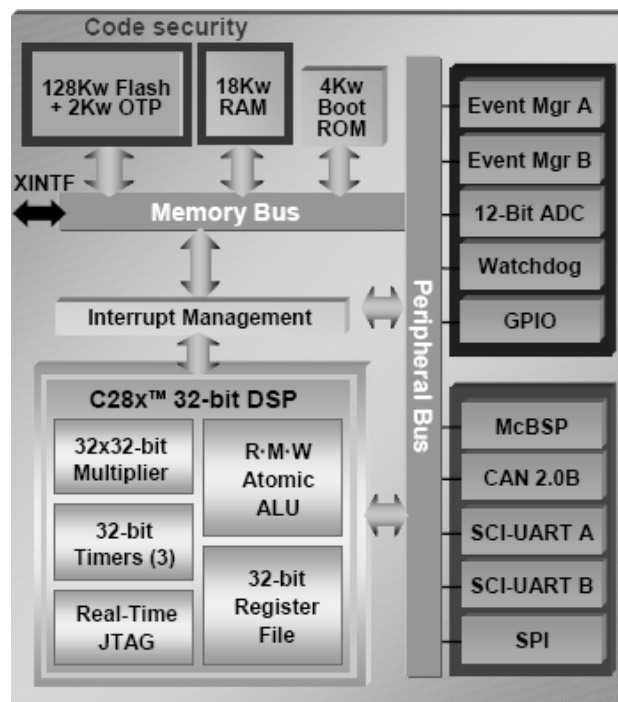 Code security
128Kw Flash
+ 2Kw OTP
18Kw
RAM
4Kw
Boot
ROM
XINTF
Memory Bus
Interrupt Management
C28x™ 32-bit DSP
32x32-bit
Multiplier
R·M·W
Atomic
ALU
32-bit
Timers (3)
32-bit
Register
File
Real-Time
JTAG
Peripheral Bus
Event Mgr A
Event Mgr B
12-Bit ADC
Watchdog
GPIO
McBSP
CAN 2.0B
SCI-UART A
SCI-UART B
SPI